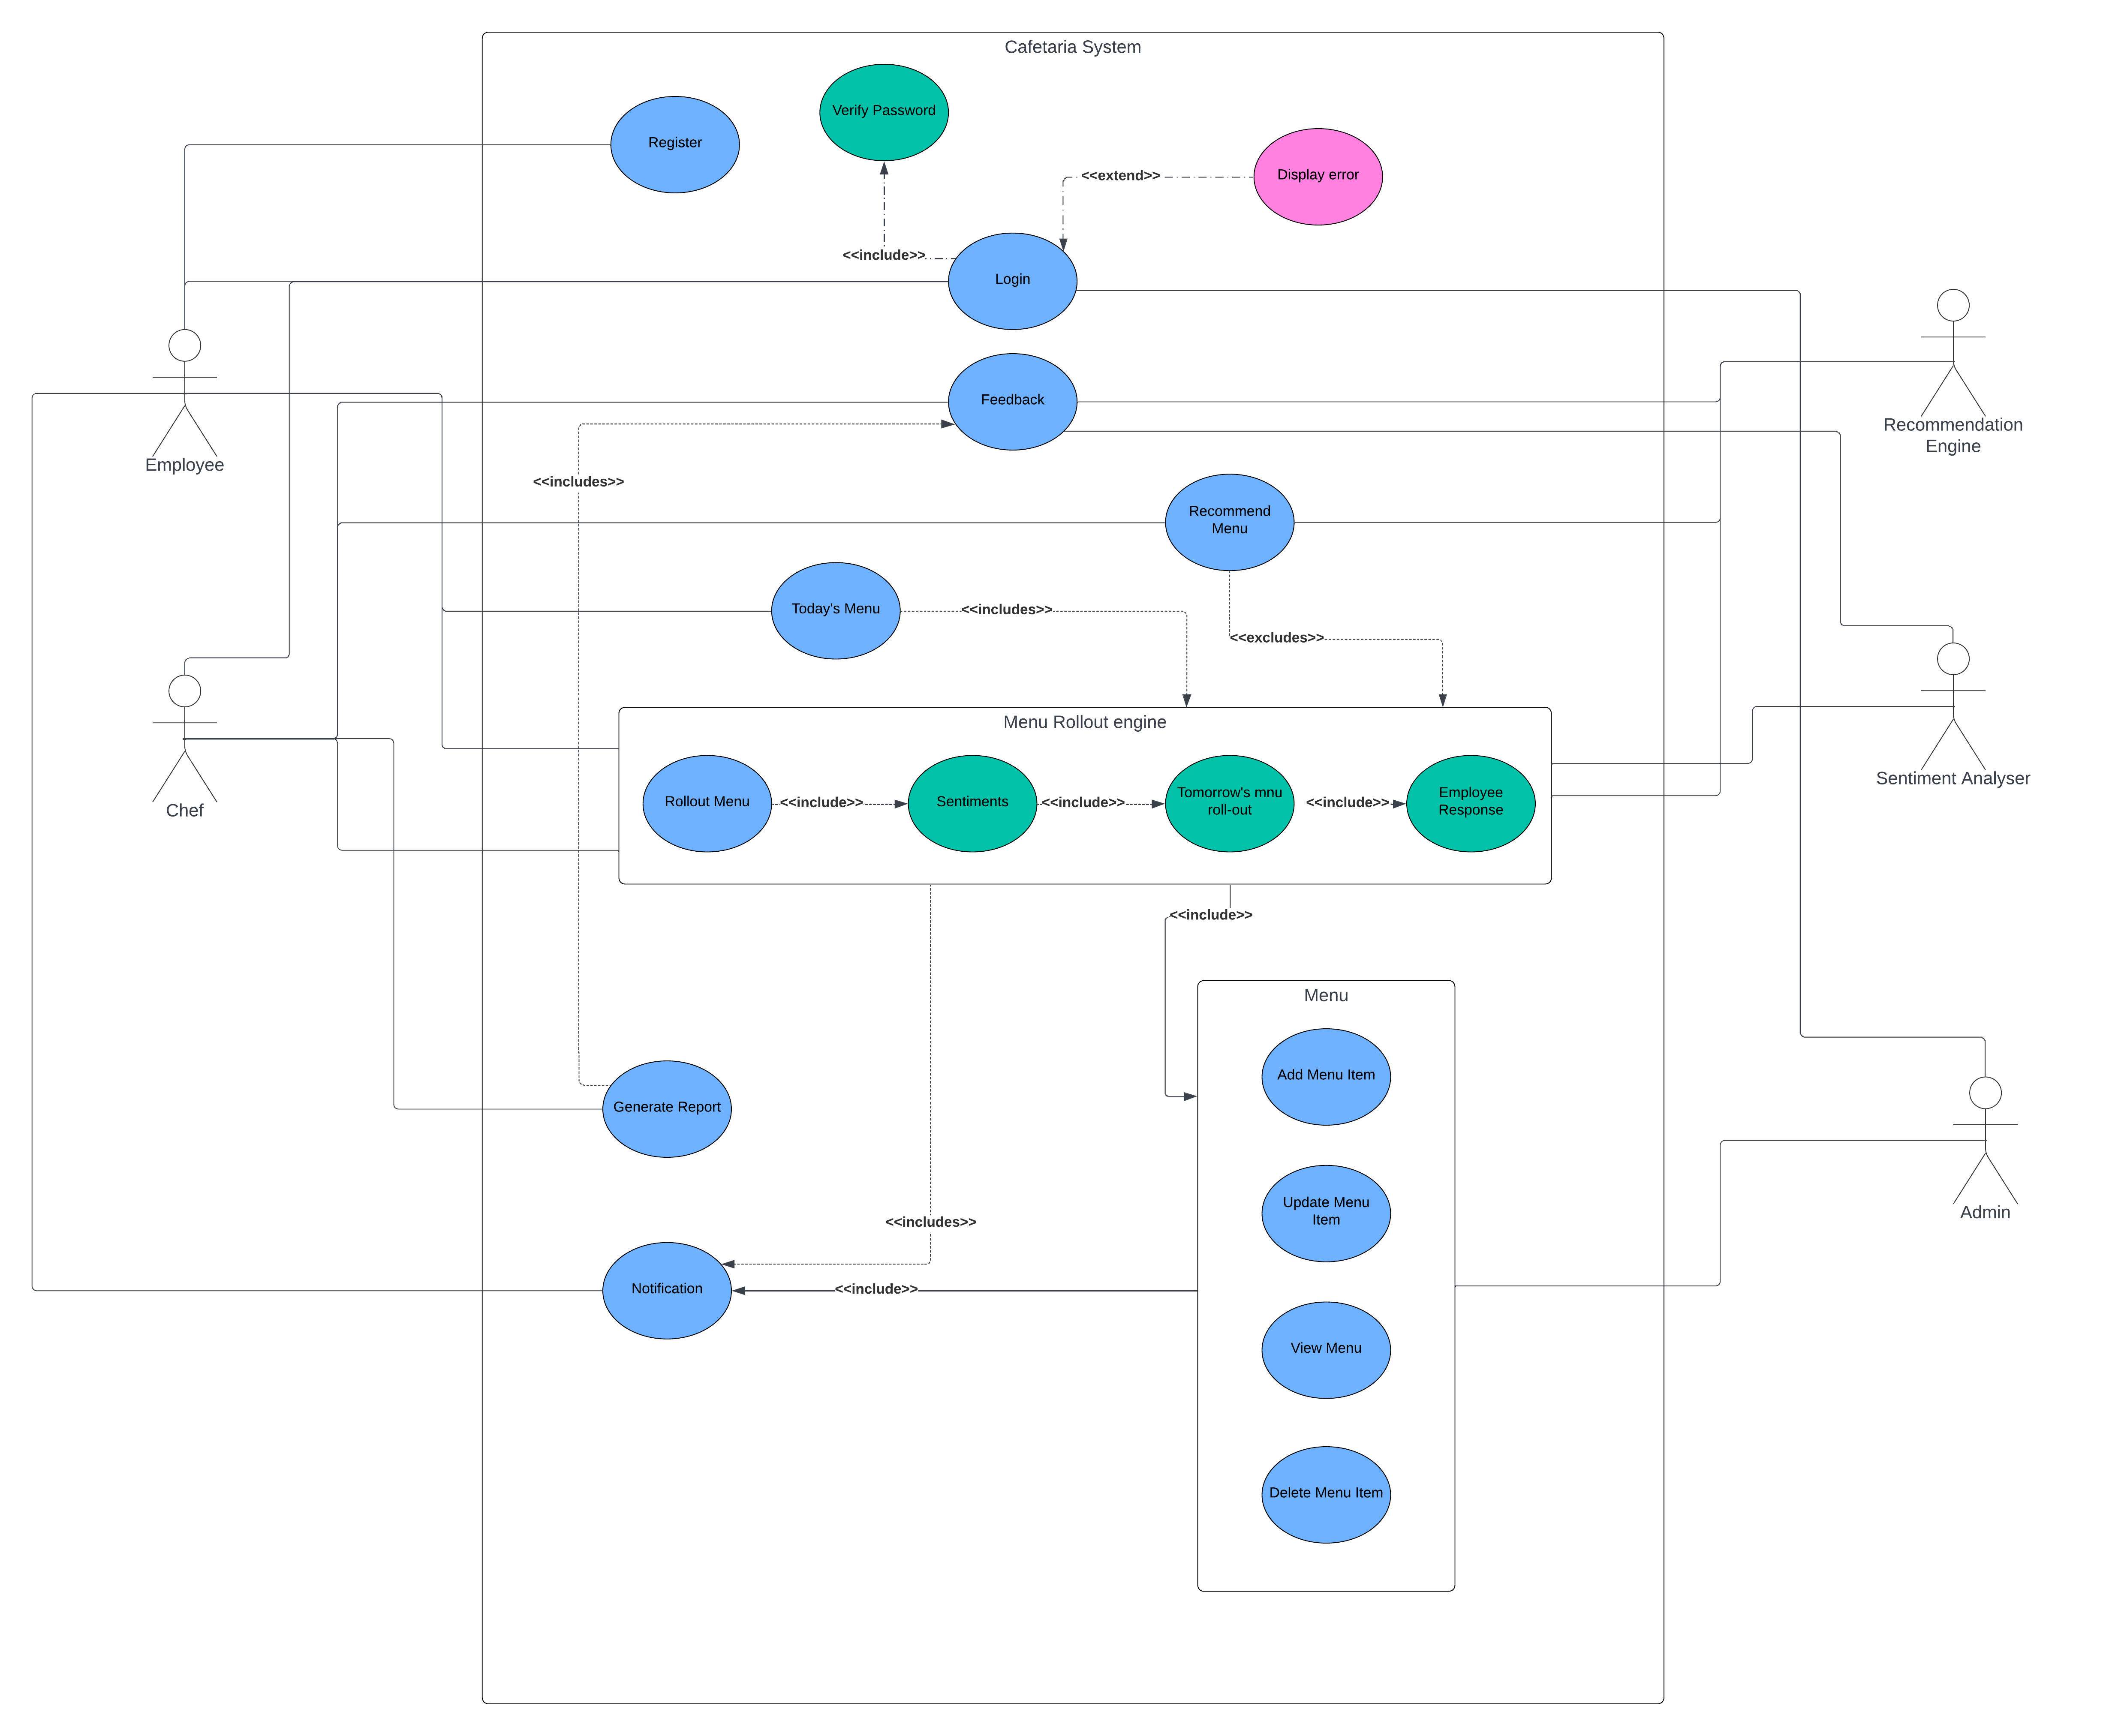 Cafetaria System
Verify Password
Register
Display error
<<extend>>
<<include>>
Login
Feedback
Employee
Recommendation
Engine
<<includes>>
Recommend
Menu
Today's Menu
<<includes>>
<<excludes>>
Menu Rollout engine
Chef
Sentiment Analyser
Rollout Menu
<<include>>
Sentiments
<<include>>
Tomorrow's mnu
roll-out
<<include>>
Employee
Response
<<include>>
Menu
Add Menu Item
Generate Report
Update Menu
Item
Admin
<<includes>>
Notification
<<include>>
View Menu
Delete Menu Item